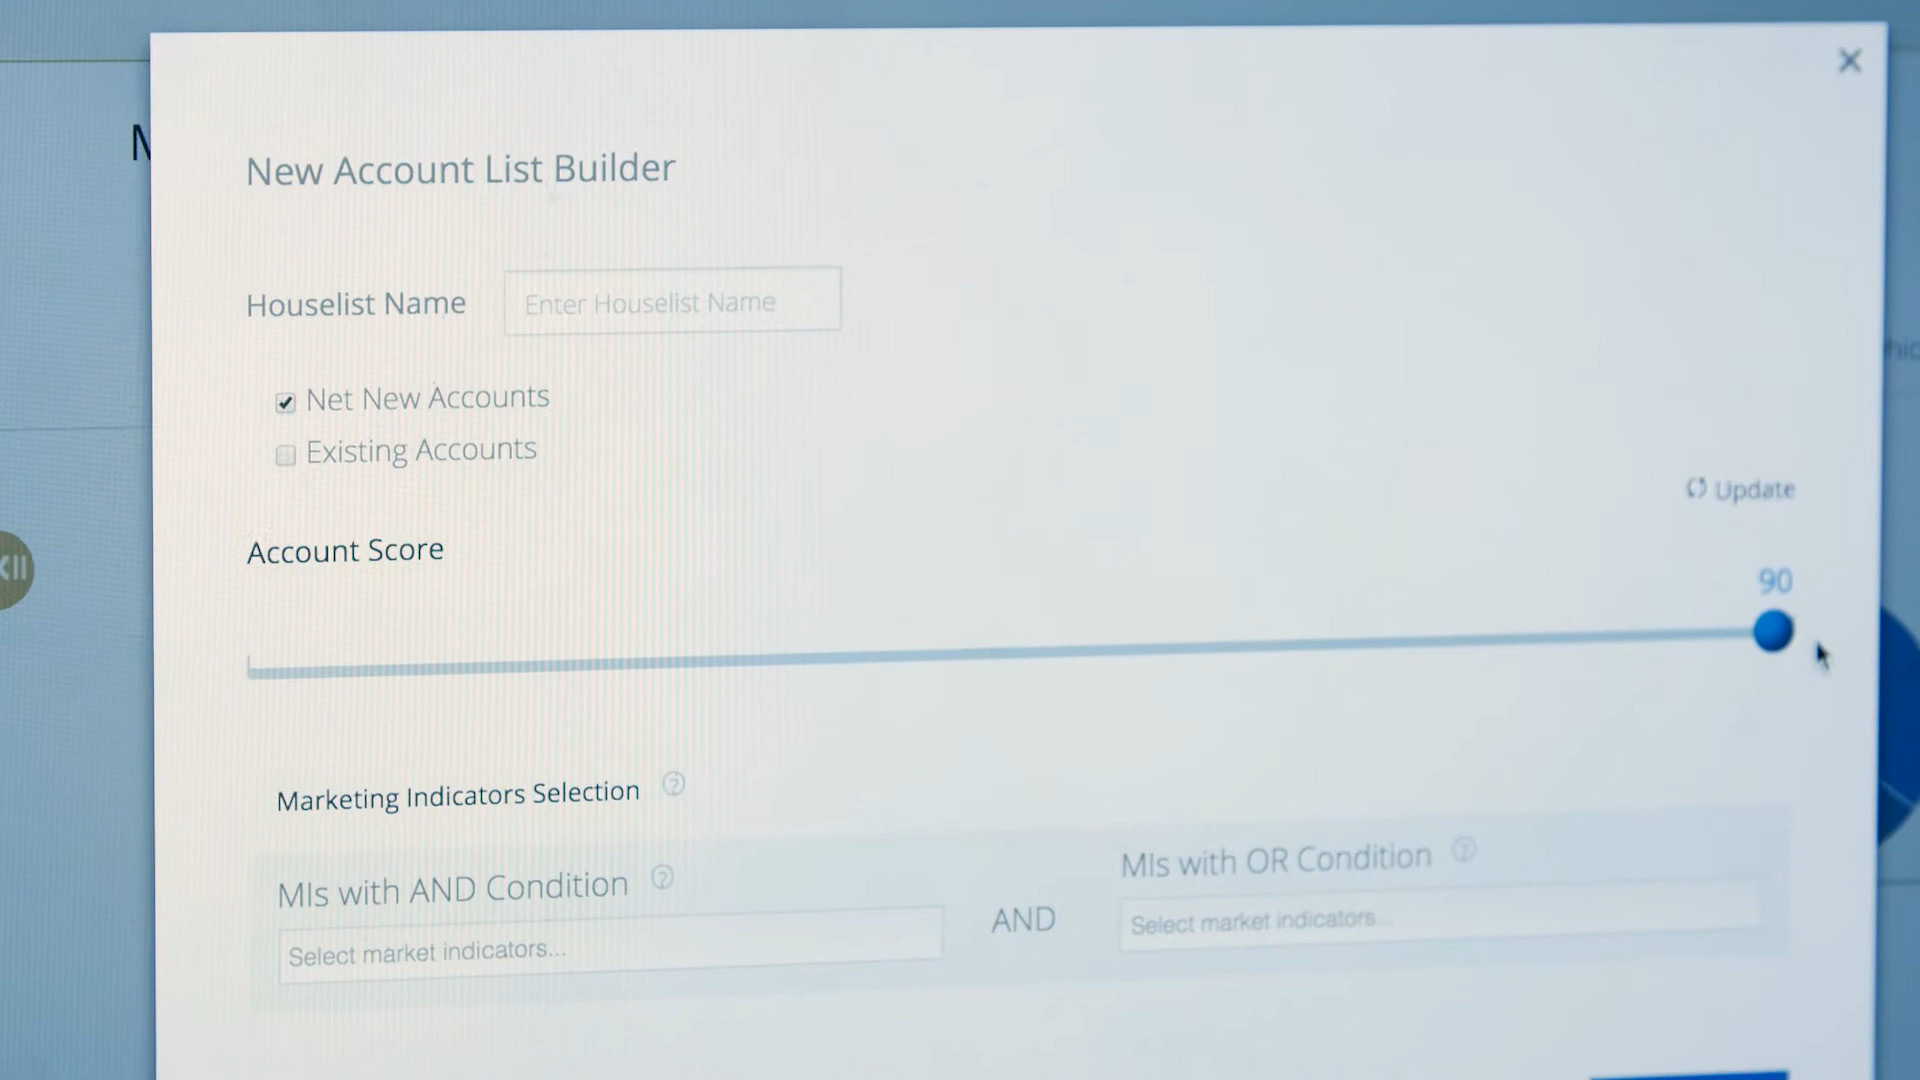 New Account List Builder
Houselist Name
Enter Houselist Name
Net New Accounts
Existing Accounts
Update
Account Score
90
Marketing Indicators Selection
MIs with AND Condition
Select market indicators...
AND
MIs with OR Condition
Select market indicators...